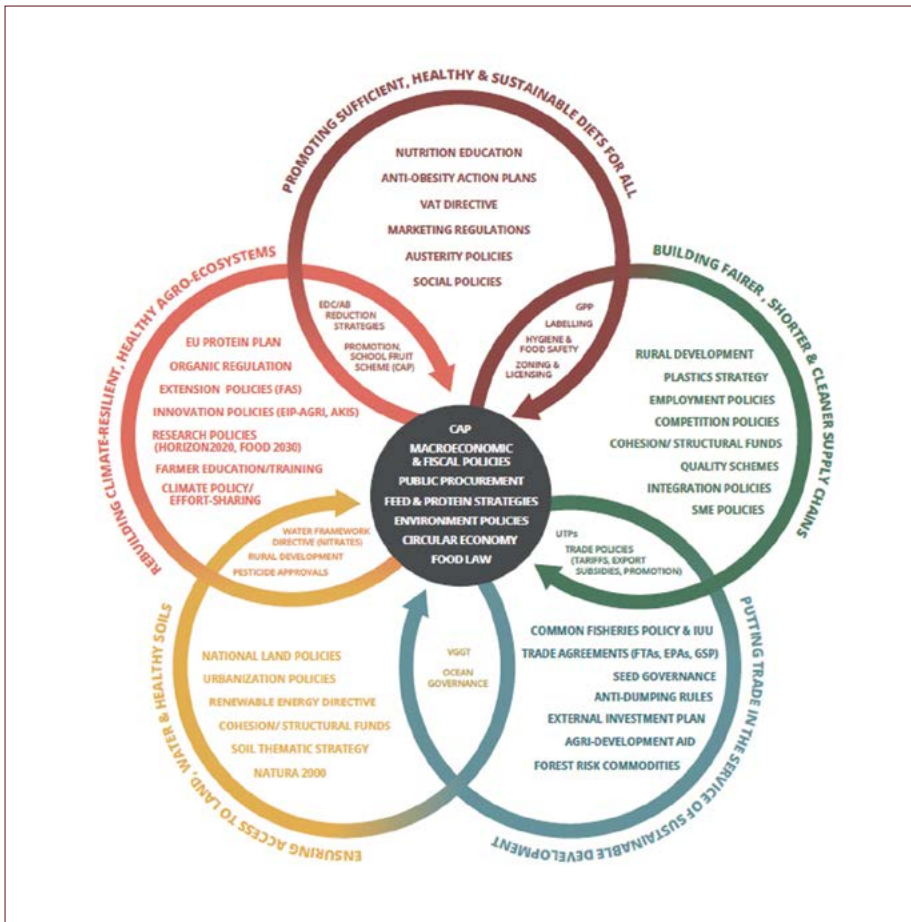 PROMOTING SUFFICIENT, HEALTHY & SUSTAINABLE DIETS FOR ALL
NUTRITION EDUCATION
ANTI-OBESITY ACTION PLANS
VAT DIRECTIVE
MARKETING REGULATIONS
AUSTERITY POLICIES
SOCIAL POLICIES
REBUILDING CLIMATE-RESILIENT, HEALTHY AGRO-ECOSYSTEMS
EU PROTEIN PLAN
ORGANIC REGULATION
EXTENSION POLICIES (FAS)
INNOVATION POLICIES (EIP-AGRI, AKIS)
RESEARCH POLICIES
(HORIZON2020, FOOD 2030)
FARMER EDUCATION/TRAINING
CLIMATE POLICY/
EFFORT-SHARING
EDC/AB
REDUCTION
STRATEGIES
PROMOTION,
SCHOOL FRUIT
SCHEME (CAP)
GPP
LABELLING
HYGIENE &
FOOD SAFETY
ZONING &
LICENSING
BUILDING FAIRER, SHORTER & CLEANER SUPPLY CHAINS
RURAL DEVELOPMENT
PLASTICS STRATEGY
EMPLOYMENT POLICIES
COMPETITION POLICIES
COHESION/ STRUCTURAL FUNDS
QUALITY SCHEMES
INTEGRATION POLICIES
SME POLICIES
CAP
MACROECONOMIC
& FISCAL POLICIES
PUBLIC PROCUREMENT
FEED & PROTEIN STRATEGIES
ENVIRONMENT POLICIES
CIRCULAR ECONOMY
FOOD LAW
WATER FRAMEWORK
DIRECTIVE (NITRATES)
RURAL DEVELOPMENT
PESTICIDE APPROVALS
UTPs
TRADE POLICIES
(TARIFFS, EXPORT
SUBSIDIES, PROMOTION)
ENSURING ACCESS TO LAND, WATER & HEALTHY SOILS
NATIONAL LAND POLICIES
URBANIZATION POLICIES
RENEWABLE ENERGY DIRECTIVE
COHESION/ STRUCTURAL FUNDS
SOIL THEMATIC STRATEGY
NATURA 2000
VGGT
OCEAN
GOVERNANCE
PUTTING TRADE IN THE SERVICE OF SUSTAINABLE DEVELOPMENT
COMMON FISHERIES POLICY & IUU
TRADE AGREEMENTS (FTAs, EPAs, GSP)
SEED GOVERNANCE
ANTI-DUMPING RULES
EXTERNAL INVESTMENT PLAN
AGRI-DEVELOPMENT AID
FOREST RISK COMMODITIES